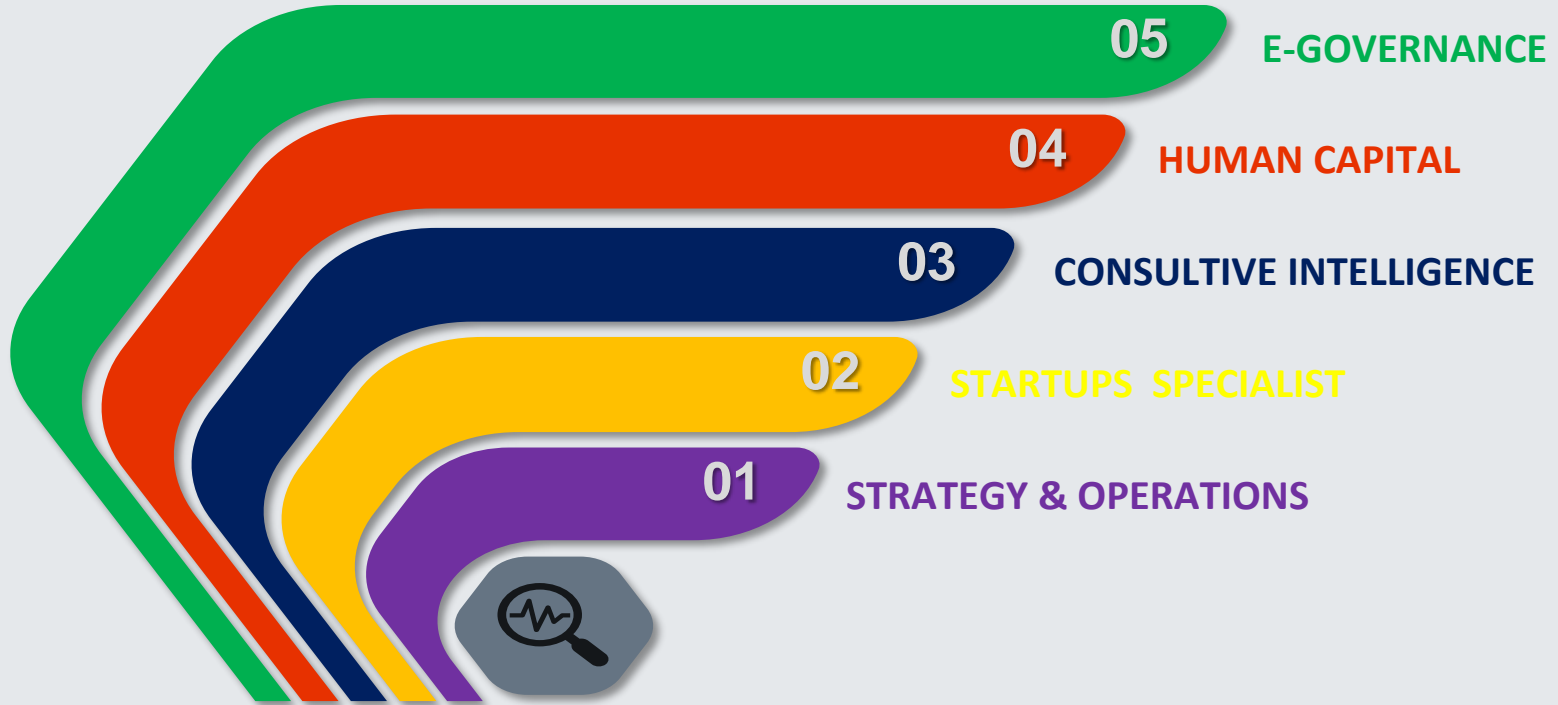 05 E-GOVERNANCE
04 HUMAN CAPITAL
03 CONSULTIVE INTELLIGENCE
02 STARTUPS  SPECIALIST
01 STRATEGY & OPERATIONS